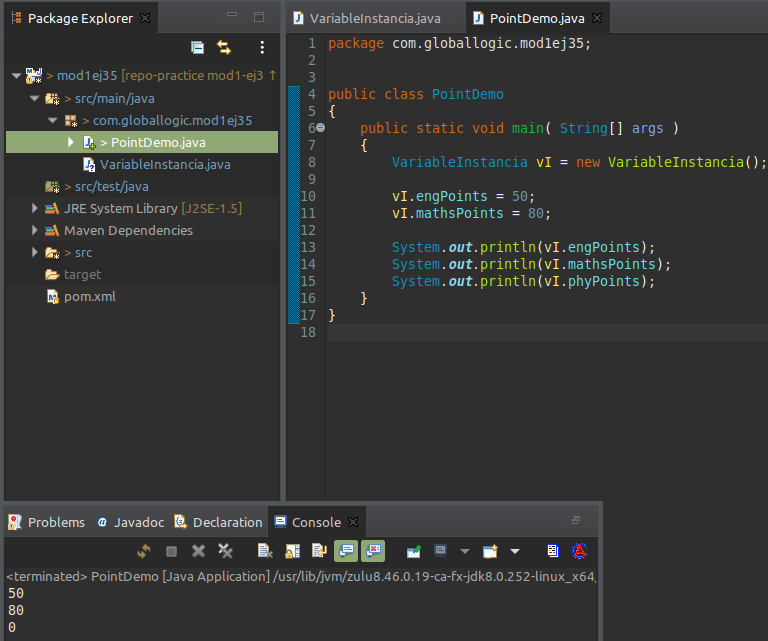 Package Explorer
mod1ej35 [repo-practice mod1-ej3 ↑
> src/main/java
> com.globallogic.mod1ej35
> PointDemo.java
VariableInstancia.java
> src/test/java
JRE System Library [J2SE-1.5]
Maven Dependencies
> src
target
pom.xml
VariableInstancia.java PointDemo.java
1 package com.globallogic.mod1ej35;
2
3
4 public class PointDemo
5 {
6 public static void main( String[] args )
7 {
8 VariableInstancia vI = new VariableInstancia();
9
10 vI.engPoints = 50;
11 vI.mathsPoints = 80;
12
13 System.out.println(vI.engPoints);
14 System.out.println(vI.mathsPoints);
15 System.out.println(vI.phyPoints);
16 }
17 }
18
Problems @ Javadoc Declaration Console
<terminated> PointDemo [Java Application] /usr/lib/jvm/zulu8.46.0.19-ca-fx-jdk8.0.252-linux_x64,
50
80
0